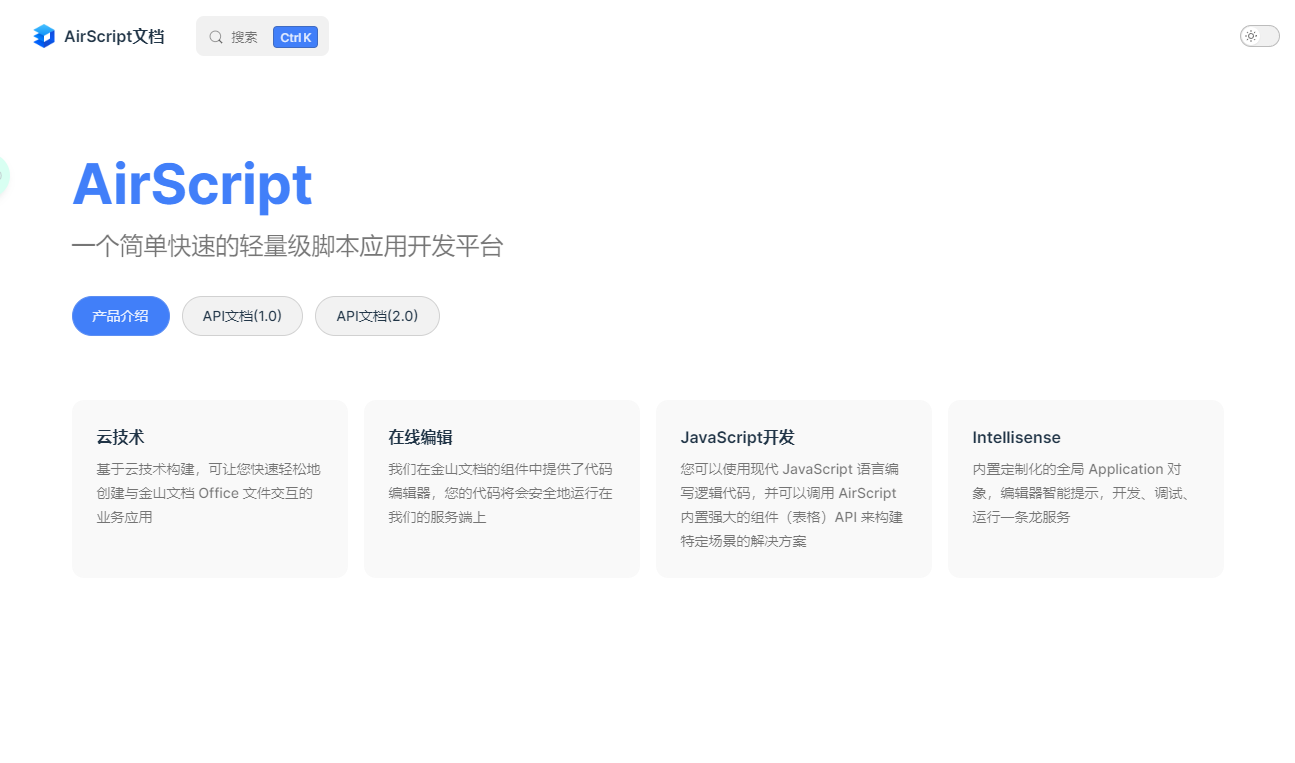 AirScript文档
搜索
Ctrl K
AirScript
一个简单快速的轻量级脚本应用开发平台
产品介绍
API文档(1.0)
API文档(2.0)
云技术
基于云技术构建，可让您快速轻松地
创建与金山文档 Office 文件交互的
业务应用
在线编辑
我们在金山文档的组件中提供了代码
编辑器，您的代码将会安全地运行在
我们的服务端上
JavaScript开发
您可以使用现代 JavaScript 语言编
写逻辑代码，并可以调用 AirScript
内置强大的组件（表格）API 来构建
特定场景的解决方案
Intellisense
内置定制化的全局 Application 对
象，编辑器智能提示，开发、调试、
运行一条龙服务